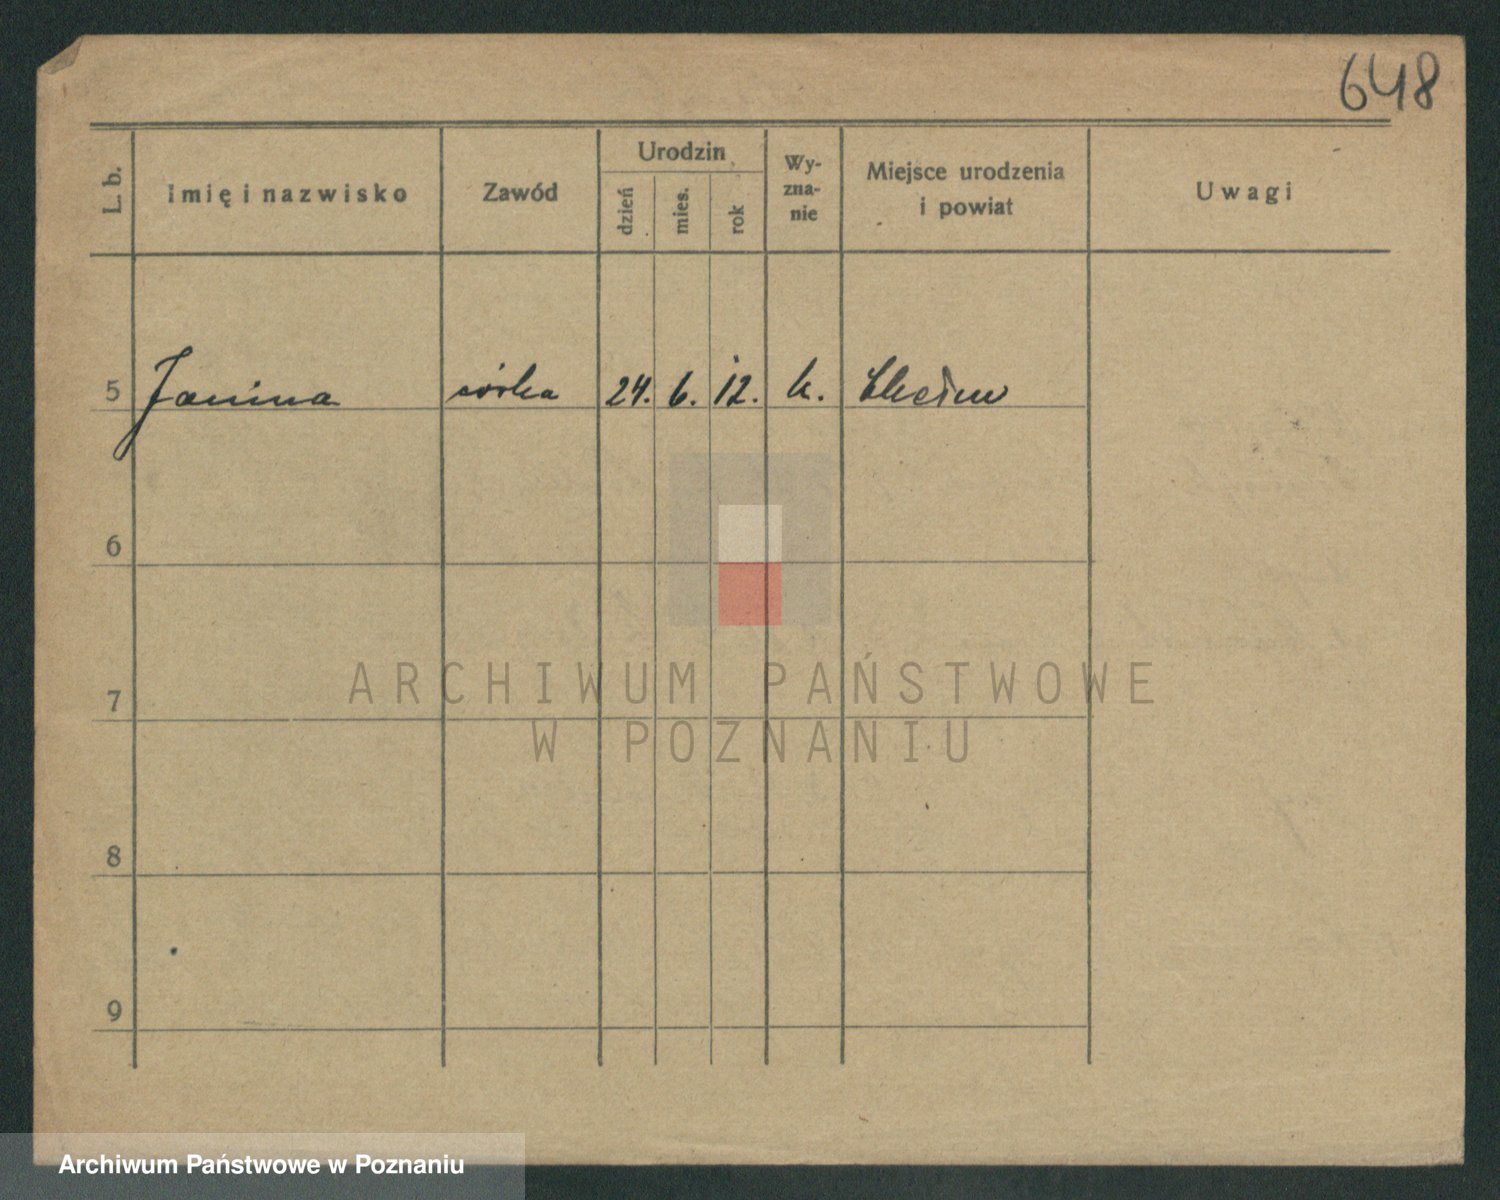 648
L. b.
Imię i nazwisko
Zawód
Urodzin
dzień
mies.
rok
Wy-
zna-
nie
Miejsce urodzenia
i powiat
Uwagi
5 Janina córka 24. 6. 12. k. Chełm
6
7
8
9
ARCHIWUM PAŃSTWOWE
W POZNANIU
Archiwum Państwowe w Poznaniu